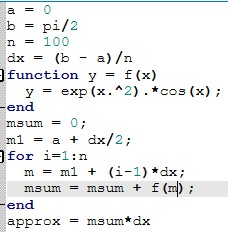 a = 0
b = pi/2
n = 100
dx = (b - a)/n
function y = f(x)
  y = exp(x.^2).*cos(x);
end
msum = 0;
m1 = a + dx/2;
for i=1:n
  m = m1 + (i-1)*dx;
  msum = msum + f(m);
end
approx = msum*dx